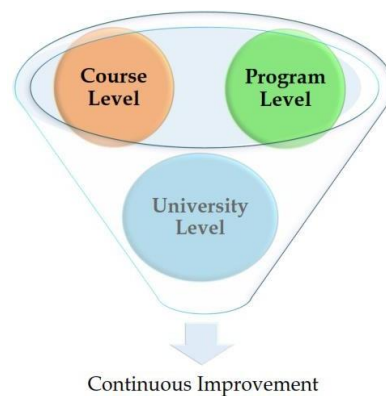 Course
Level
Program
Level
University
Level
Continuous Improvement